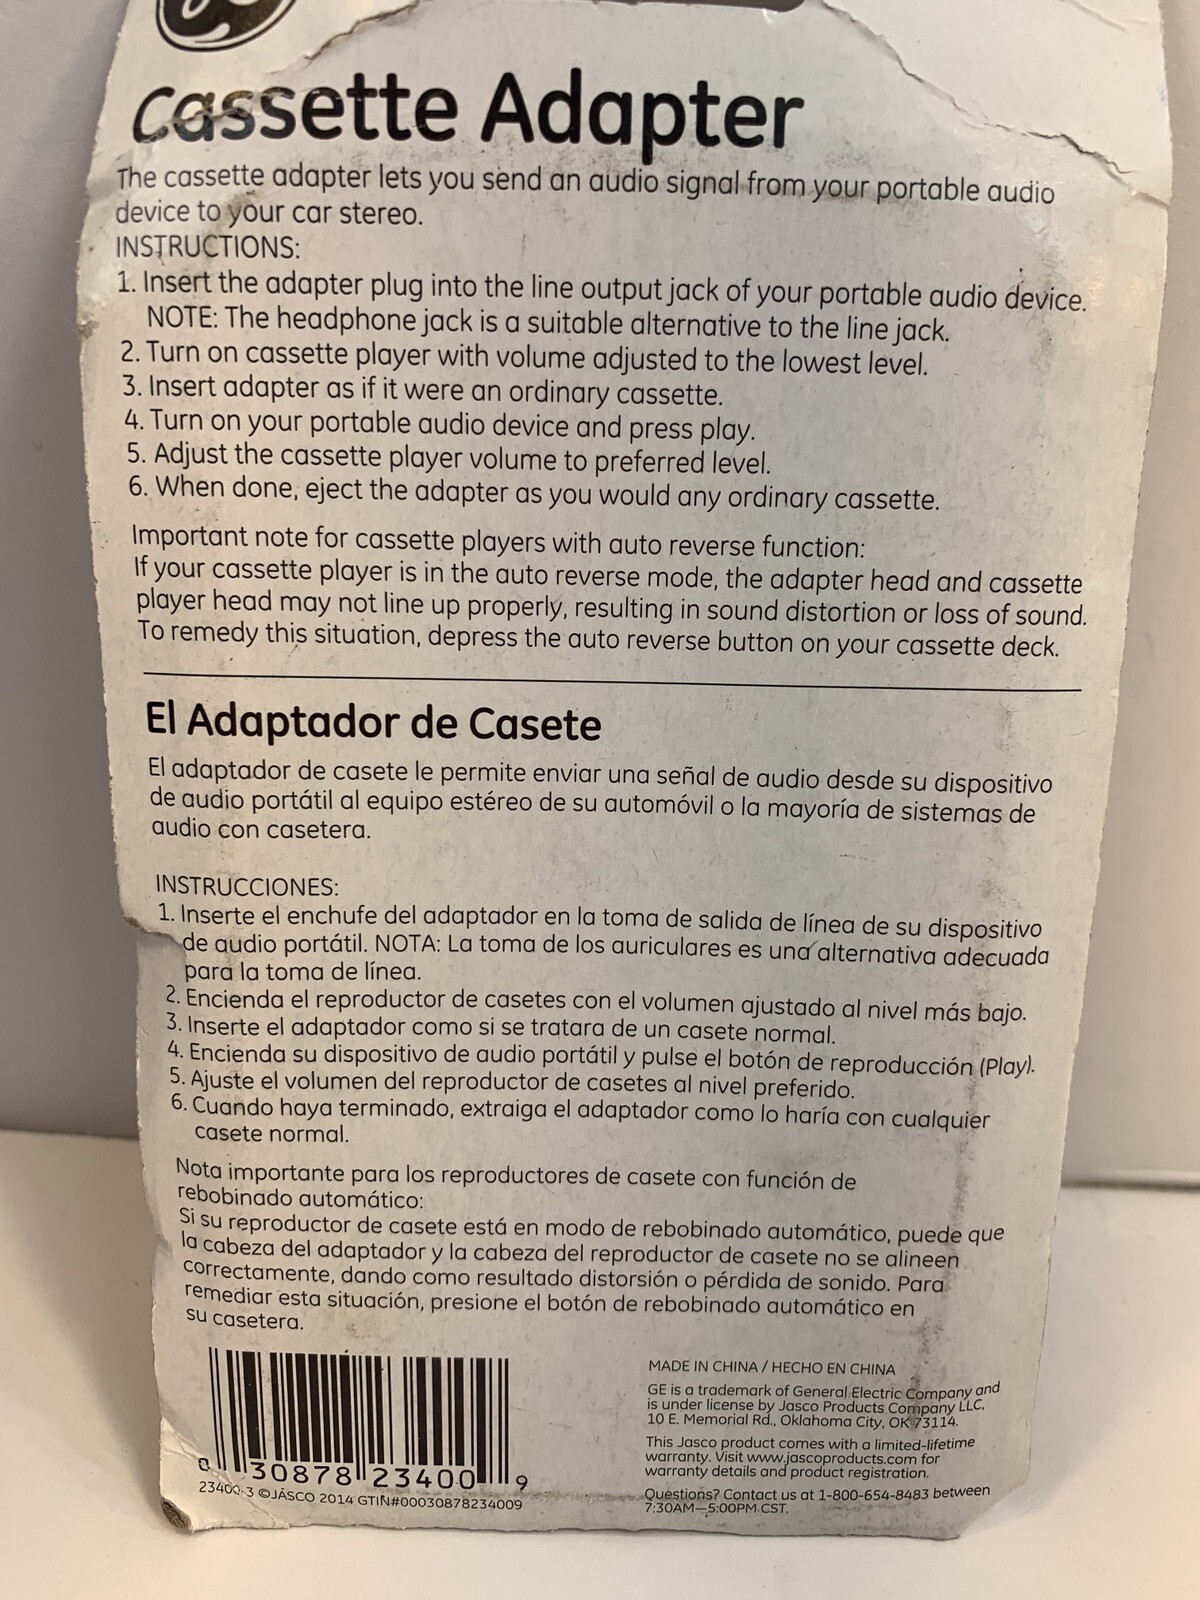 Cassette Adapter
The cassette adapter lets you send an audio signal from your portable audio
device to your car stereo.
INSTRUCTIONS:
1. Insert the adapter plug into the line output jack of your portable audio device.
NOTE: The headphone jack is a suitable alternative to the line jack.
2. Turn on cassette player with volume adjusted to the lowest level.
3. Insert adapter as if it were an ordinary cassette.
4. Turn on your portable audio device and press play.
5. Adjust the cassette player volume to preferred level.
6. When done, eject the adapter as you would any ordinary cassette.
Important note for cassette players with auto reverse function:
If your cassette player is in the auto reverse mode, the adapter head and cassette
player head may not line up properly, resulting in sound distortion or loss of sound.
To remedy this situation, depress the auto reverse button on your cassette deck.
El Adaptador de Casete
El adaptador de casete le permite enviar una señal de audio desde su dispositivo
de audio portátil al equipo estéreo de su automóvil o la mayoría de sistemas de
audio con casetera.
INSTRUCCIONES:
1. Inserte el enchufe del adaptador en la toma de salida de línea de su dispositivo
de audio portátil. NOTA: La toma de los auriculares es una alternativa adecuada
para la toma de línea.
2. Encienda el reproductor de casetes con el volumen ajustado al nivel más bajo.
3. Inserte el adaptador como si se tratara de un casete normal.
4. Encienda su dispositivo de audio portátil y pulse el botón de reproducción (Play).
5. Ajuste el volumen del reproductor de casetes al nivel preferido.
6. Cuando haya terminado, extraiga el adaptador como lo haría con cualquier
casete normal.
Nota importante para los reproductores de casete con función de
rebobinado automático:
Si su reproductor de casete está en modo de rebobinado automático, puede que
la cabeza del adaptador y la cabeza del reproductor de casete no se alineen
correctamente, dando como resultado distorsión o pérdida de sonido. Para
remediar esta situación, presione el botón de rebobinado automático en
su casetera.
0 30878 23400 9
23400-3 ©JASCO 2014 GTIN#00030878234009
MADE IN CHINA / HECHO EN CHINA
GE is a trademark of General Electric Company and
is under license by Jasco Products Company LLC,
10 E. Memorial Rd., Oklahoma City, OK 73114.
This Jasco product comes with a limited-lifetime
warranty. Visit www.jascoproducts.com for
warranty details and product registration.
Questions? Contact us at 1-800-654-8483 between
7:30AM—5:00PM CST.